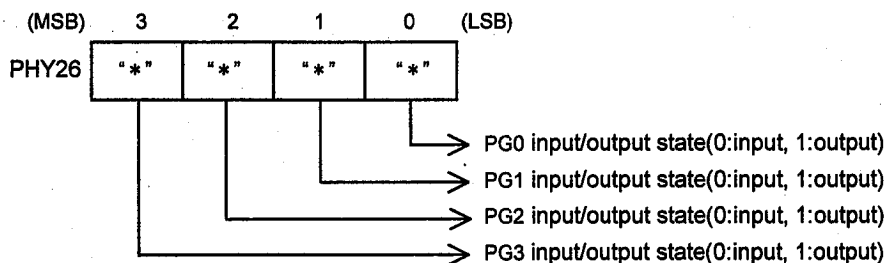 (MSB) 3 2 1 0 (LSB)
PHY26 "*" "*" "*" "*"
PG0 input/output state(0:input, 1:output)
PG1 input/output state(0:input, 1:output)
PG2 input/output state(0:input, 1:output)
PG3 input/output state(0:input, 1:output)